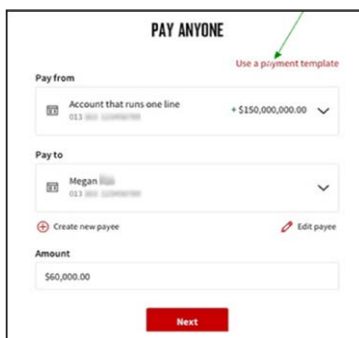 PAY ANYONE
Use a payment template
Pay from
Account that runs one line
+ $150,000,000.00
013
Pay to
Megan
013
Create new payee
Edit payee
Amount
$60,000.00
Next